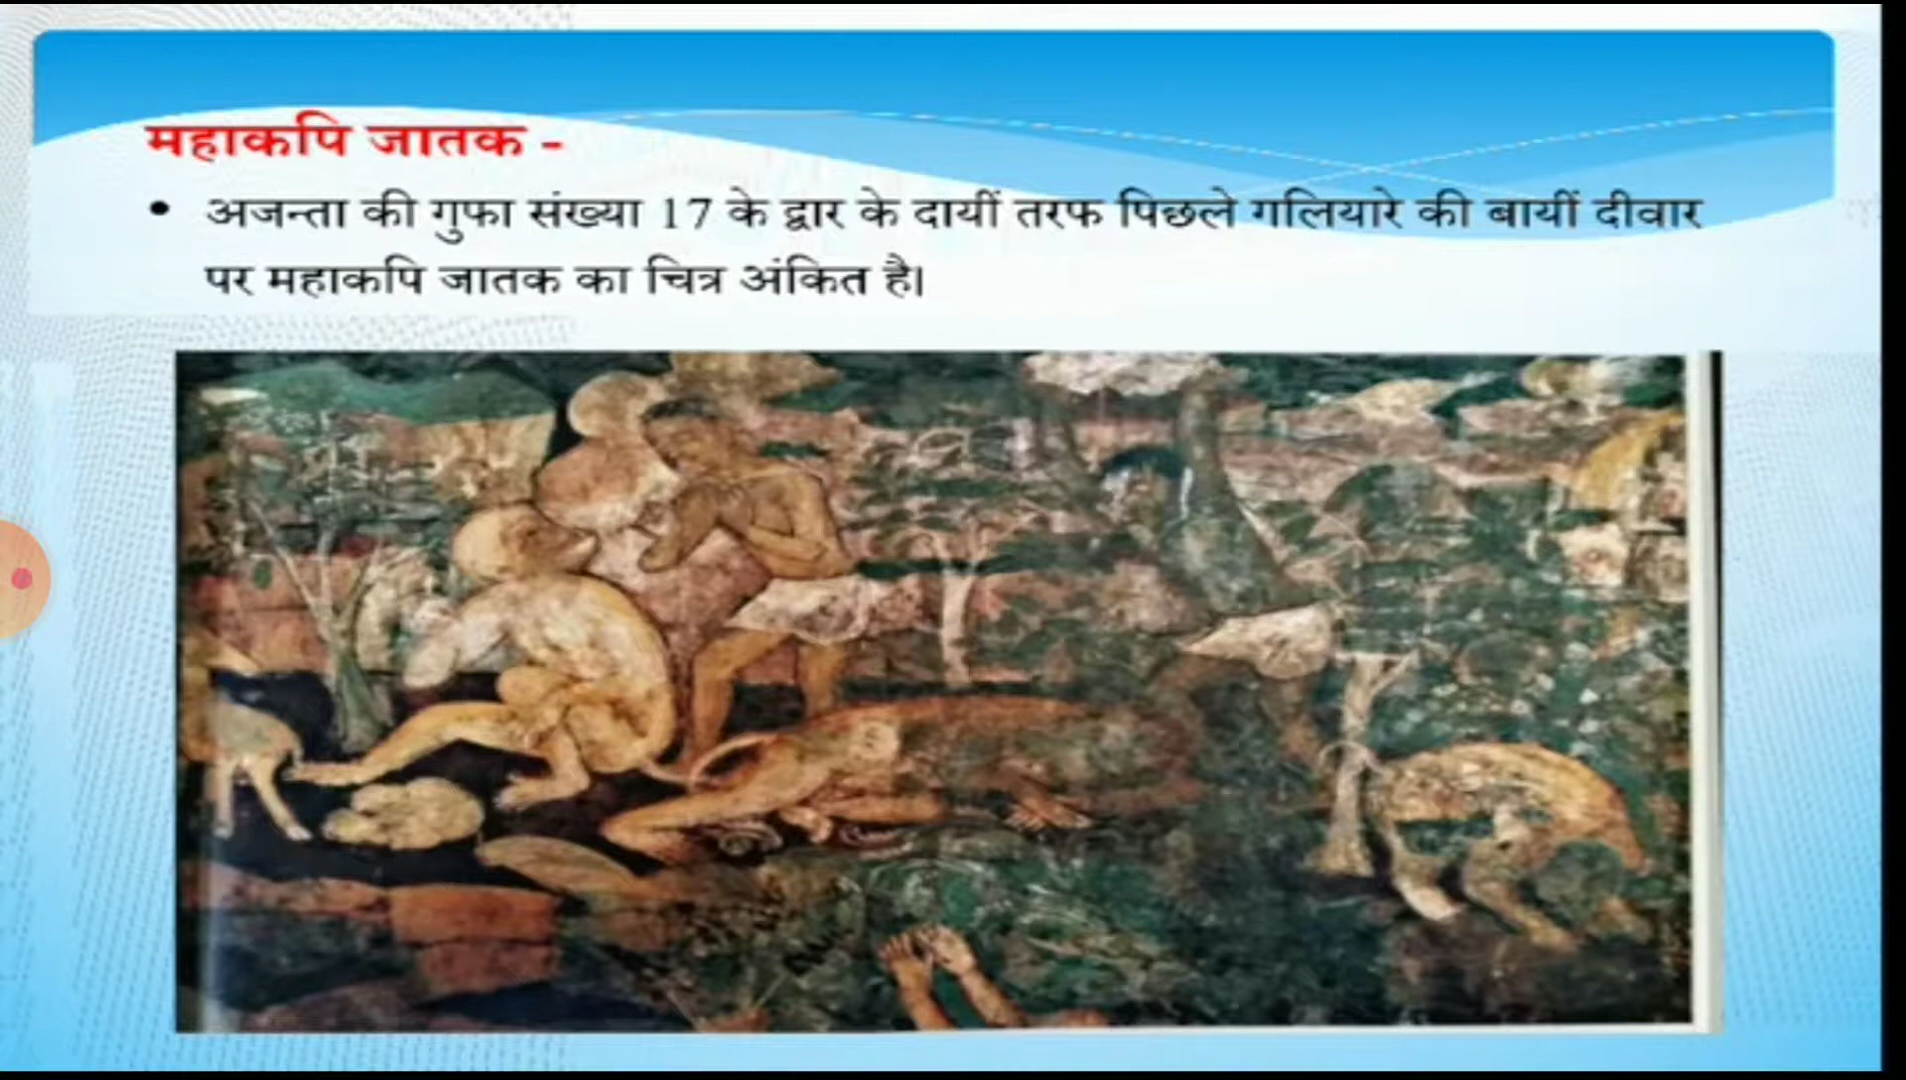 महाकपि जातक -
• अजन्ता की गुफा संख्या 17 के द्वार के दायीं तरफ पिछले गलियारे की बायीं दीवार
पर महाकपि जातक का चित्र अंकित है।